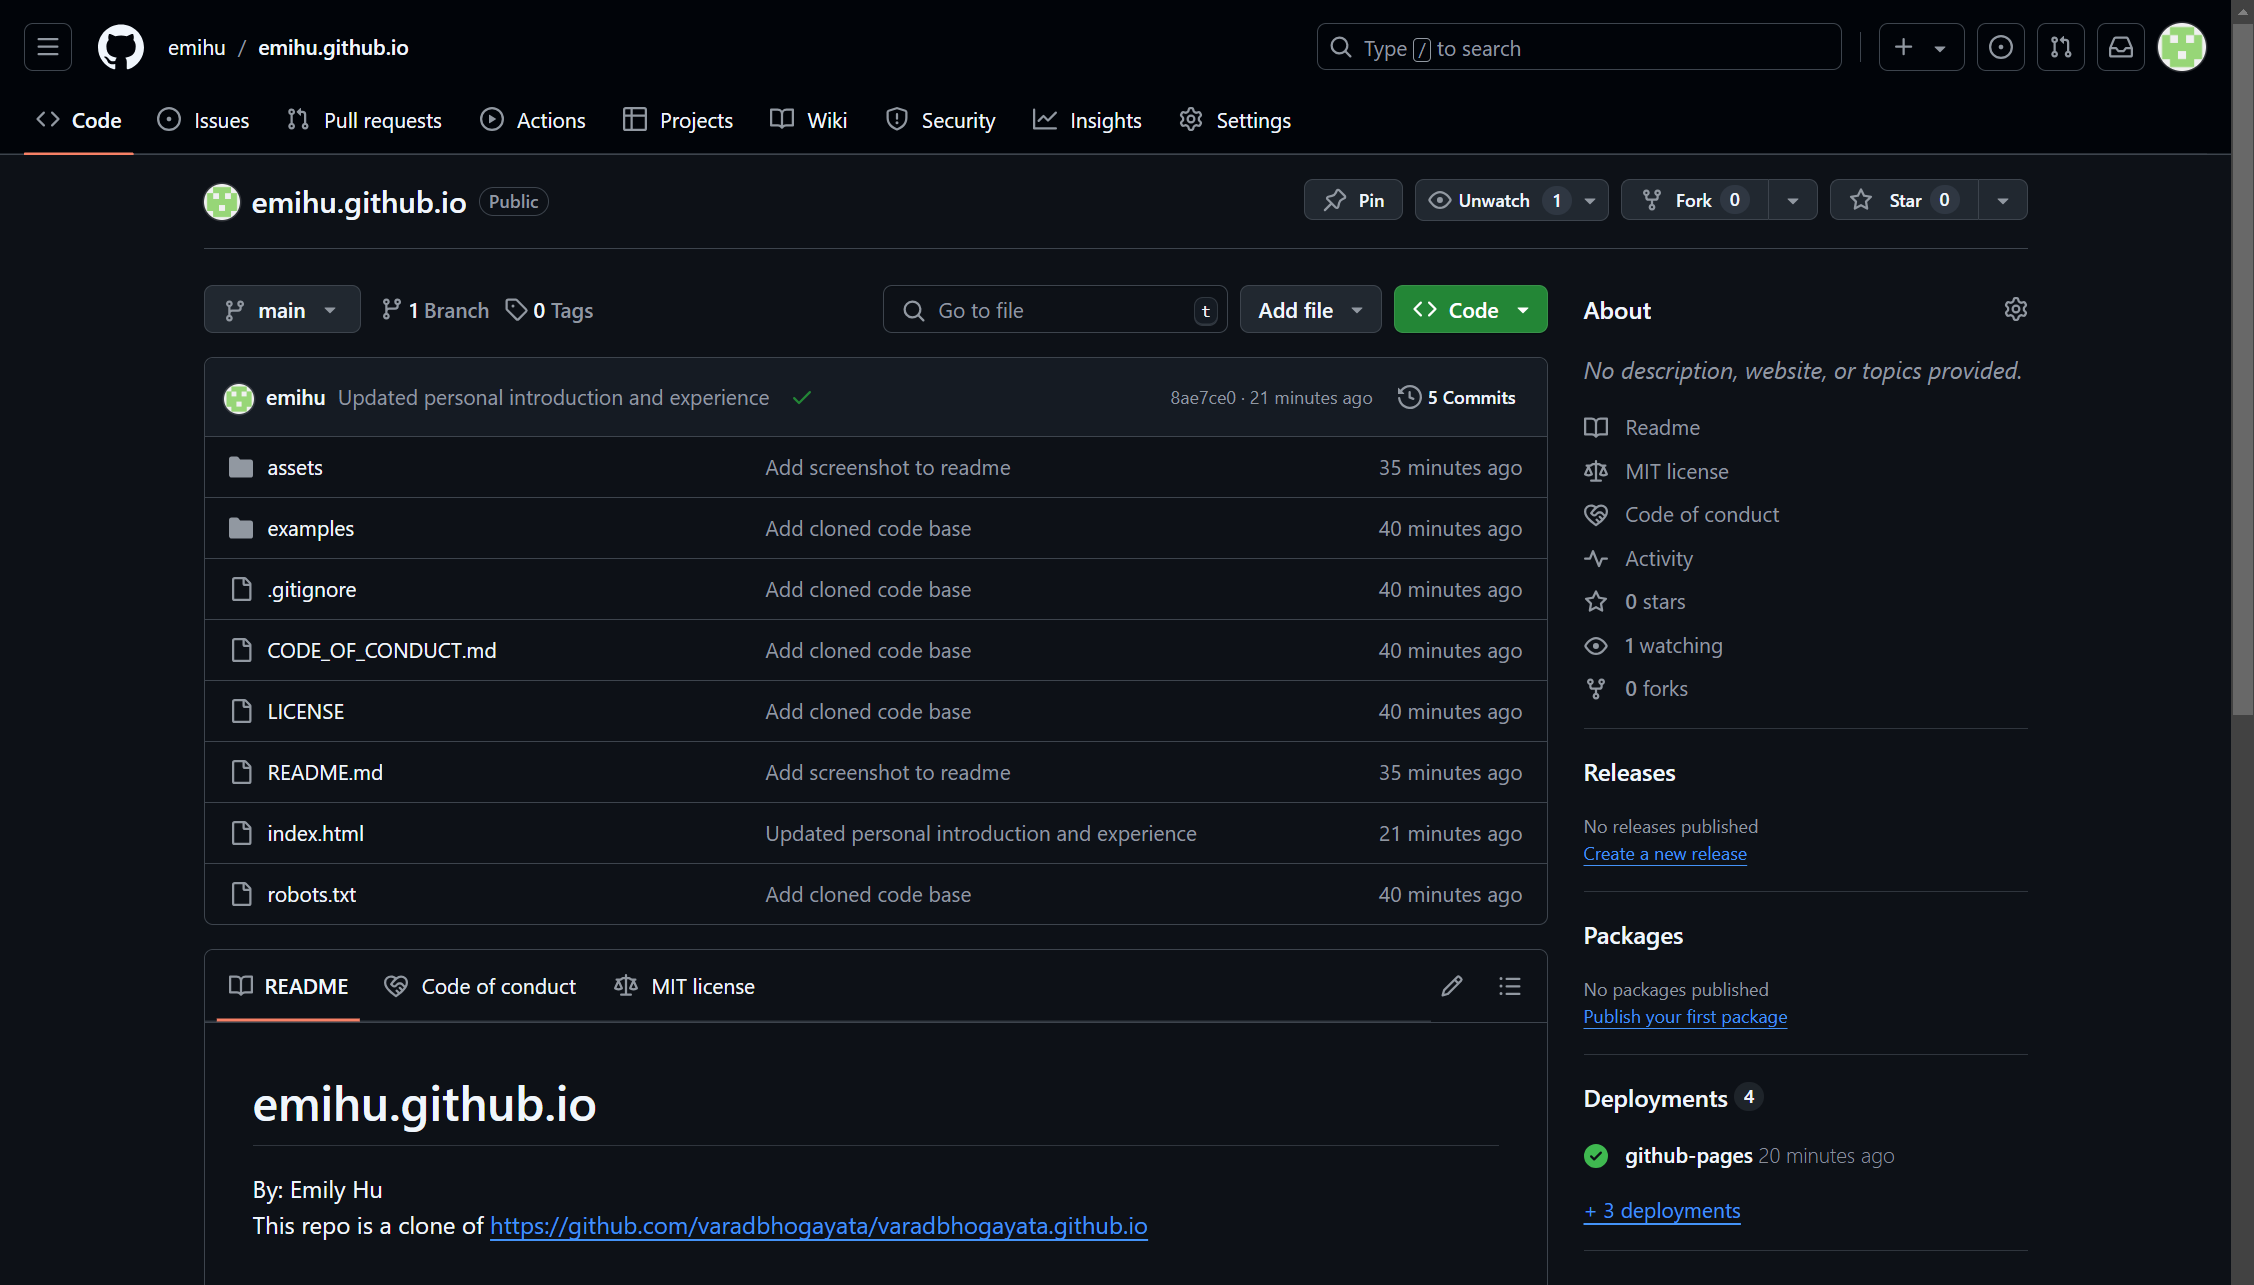 emihu / emihu.github.io
Type / to search
Code Issues Pull requests Actions Projects Wiki Security Insights Settings
emihu.github.io Public
Pin Unwatch 1 Fork 0 Star 0
main 1 Branch 0 Tags Go to file t Add file Code
emihu Updated personal introduction and experience 8ae7ce0 · 21 minutes ago 5 Commits
assets Add screenshot to readme 35 minutes ago
examples Add cloned code base 40 minutes ago
.gitignore Add cloned code base 40 minutes ago
CODE_OF_CONDUCT.md Add cloned code base 40 minutes ago
LICENSE Add cloned code base 40 minutes ago
README.md Add screenshot to readme 35 minutes ago
index.html Updated personal introduction and experience 21 minutes ago
robots.txt Add cloned code base 40 minutes ago
README Code of conduct MIT license
emihu.github.io
By: Emily Hu
This repo is a clone of https://github.com/varadbhogayata/varadbhogayata.github.io
About
No description, website, or topics provided.
Readme
MIT license
Code of conduct
Activity
0 stars
1 watching
0 forks
Releases
No releases published
Create a new release
Packages
No packages published
Publish your first package
Deployments 4
github-pages 20 minutes ago
+ 3 deployments